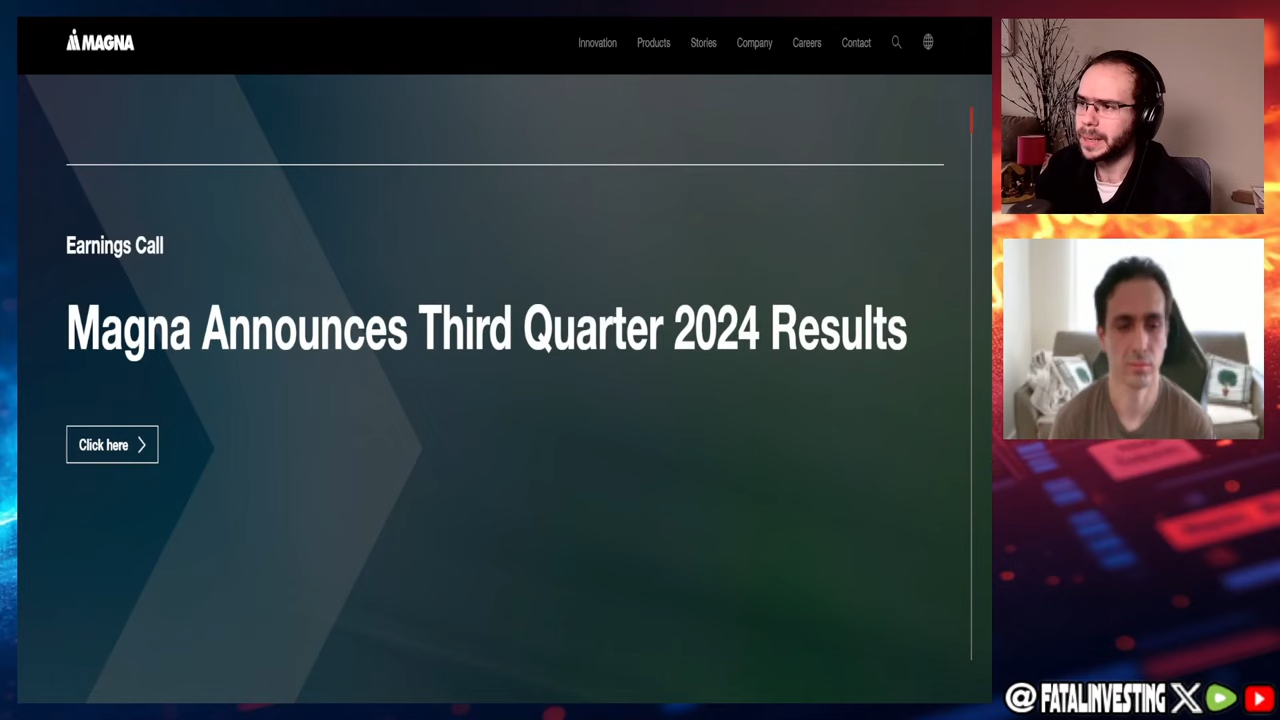 MAGNA
Innovation Products Stories Company Careers Contact
Earnings Call
Magna Announces Third Quarter 2024 Results
Click here
@FATALINVESTING